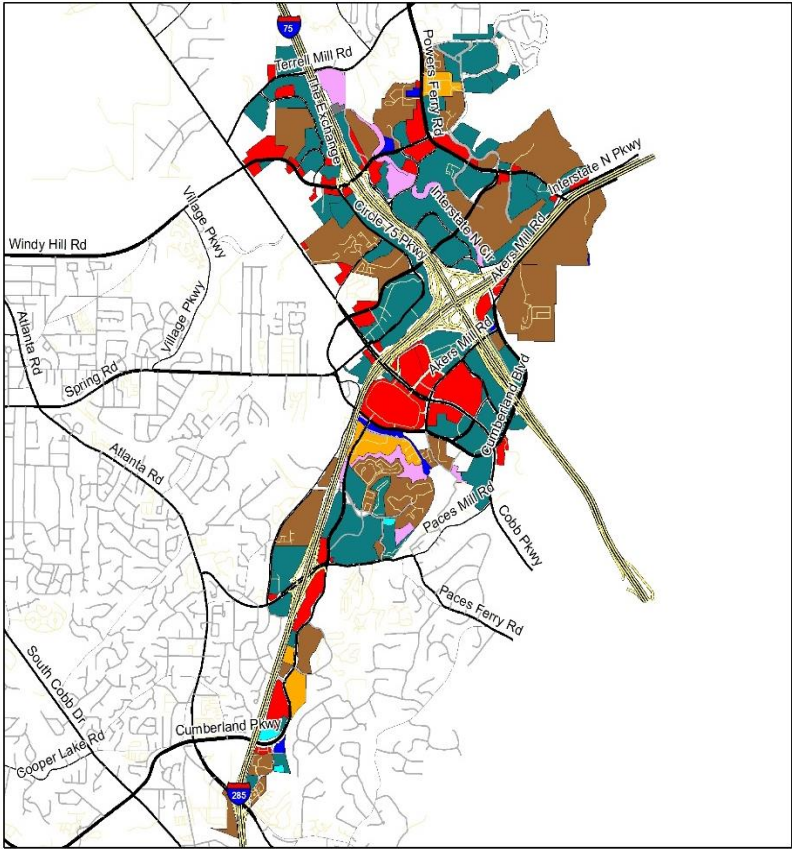 75
Terrell Mill Rd
Powers Ferry Rd
The Exchange
Interstate N Pkwy
Village Pkwy
Circle 75 Pkwy
Interstate N Cir
Akers Mill Rd
Windy Hill Rd
Village Pkwy
Atlanta Rd
Akers Mill Rd
Spring Rd
Cumberland Blvd
Atlanta Rd
Paces Mill Rd
Cobb Pkwy
Paces Ferry Rd
South Cobb Dr
Cumberland Pkwy
Cooper Lake Rd
285